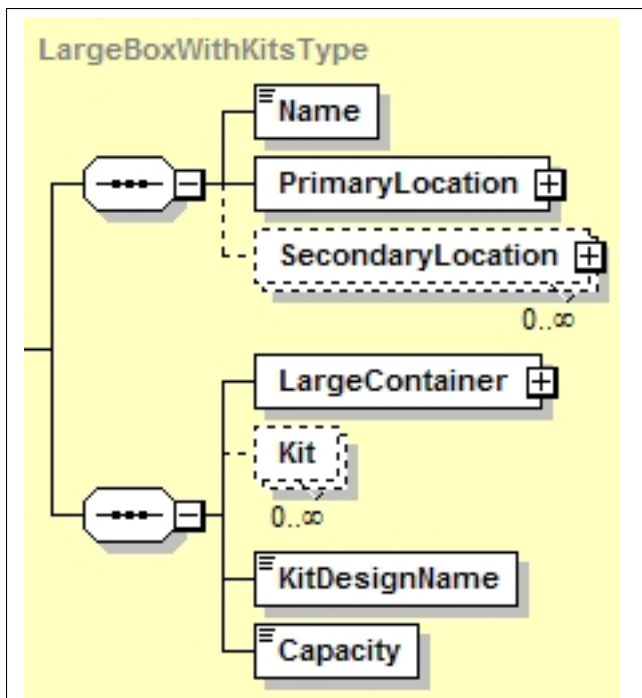 LargeBoxWithKitsType
Name
PrimaryLocation
SecondaryLocation
0..∞
LargeContainer
Kit
0..∞
KitDesignName
Capacity